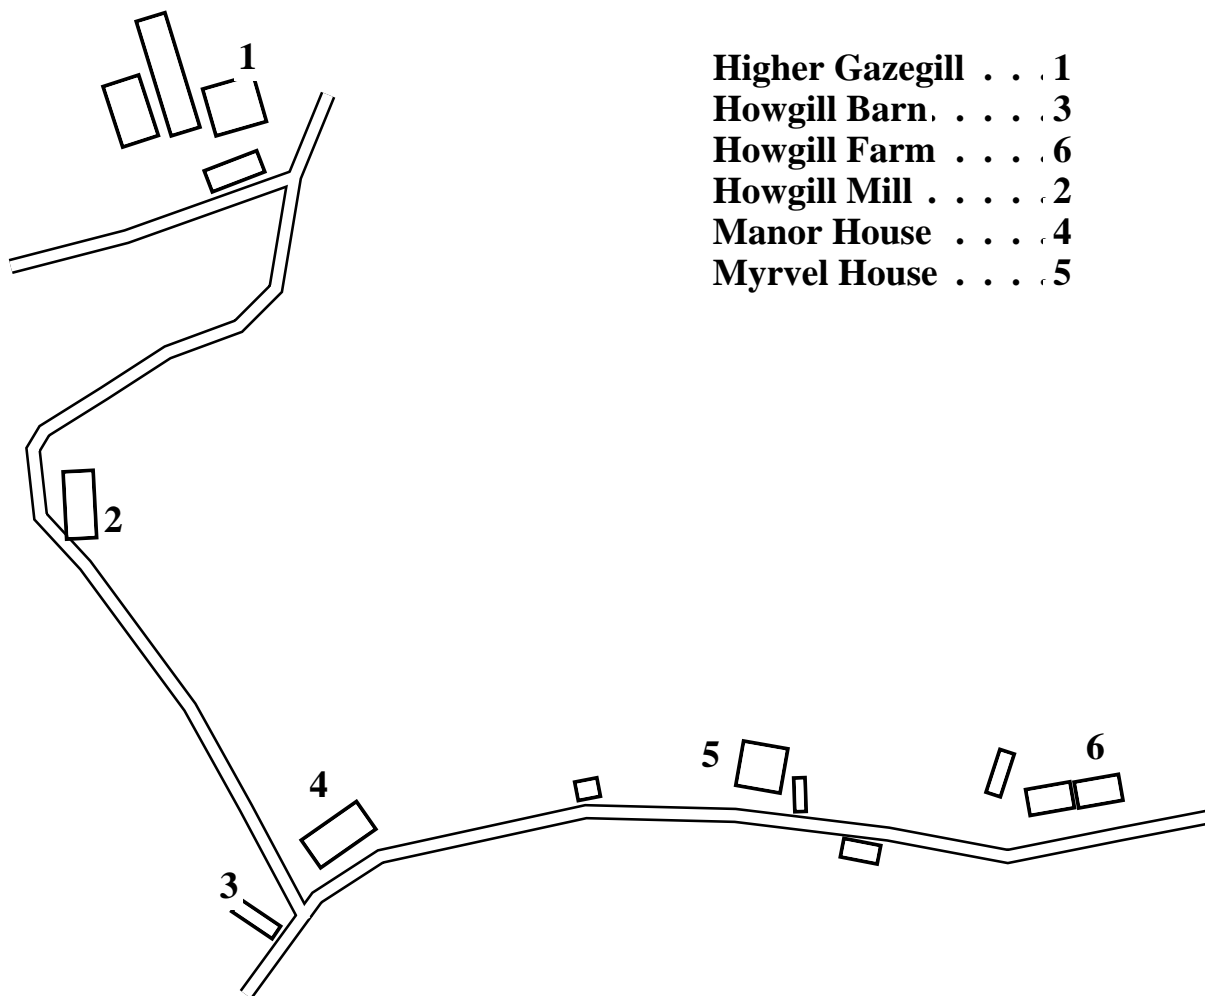 1
Higher Gazegill . . . 1
Howgill Barn . . . . . 3
Howgill Farm . . . . 6
Howgill Mill . . . . . 2
Manor House . . . . 4
Myrvel House . . . . 5
2
5
6
4
3